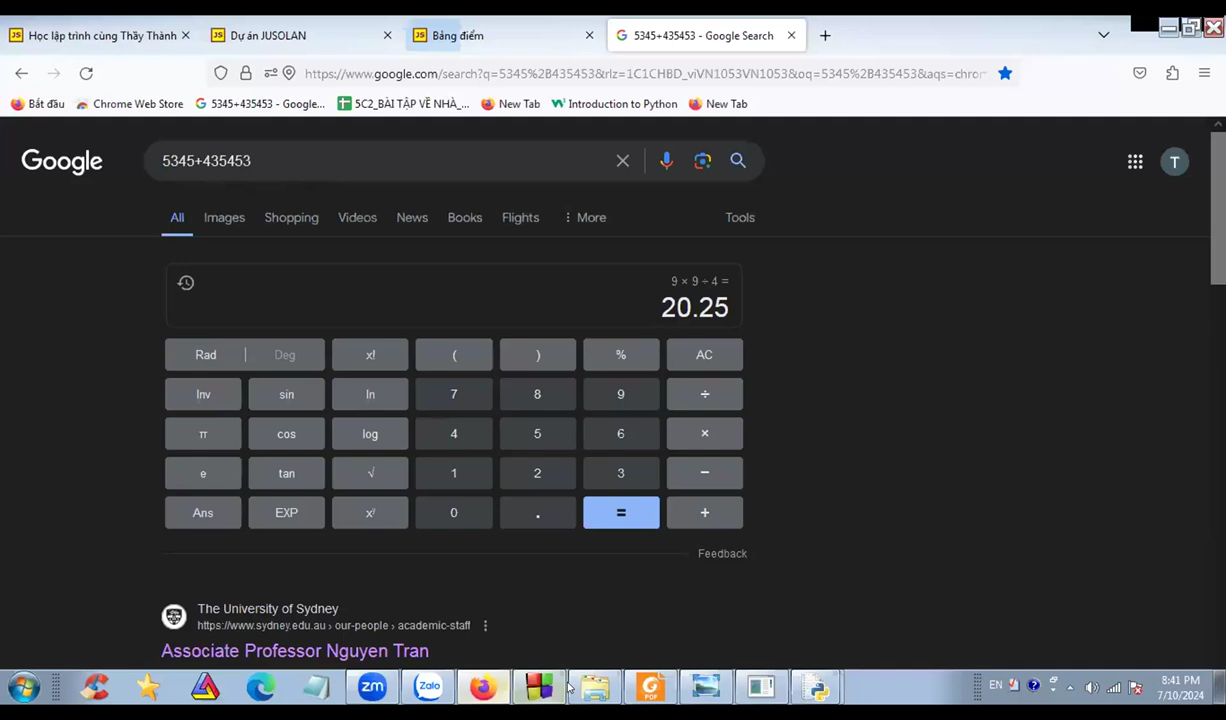 Học lập trình cùng Thầy Thành
Dự án JUSOLAN
Bảng điểm
5345+435453 - Google Search
https://www.google.com/search?q=5345%2B435453&rlz=1C1CHBD_viVN1053VN1053&oq=5345%2B435453&aqs=chrom
Bắt đầu
Chrome Web Store
5345+435453 - Google...
5C2_BÀI TẬP VỀ NHÀ_...
New Tab
Introduction to Python
New Tab
Google
5345+435453
T
All Images Shopping Videos News Books Flights More Tools
9 × 9 ÷ 4 =
20.25
Rad Deg x! ( ) % AC
Inv sin ln 7 8 9 ÷
π cos log 4 5 6 ×
e tan √ 1 2 3 −
Ans EXP xʸ 0 . = +
Feedback
The University of Sydney
https://www.sydney.edu.au › our-people › academic-staff
Associate Professor Nguyen Tran
zm
Zalo
PDF
EN
8:41 PM
7/10/2024